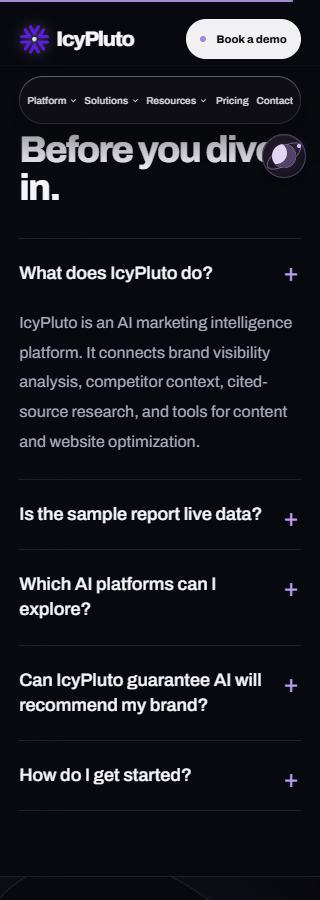 IcyPluto
Book a demo
Platform Solutions Resources Pricing Contact
Before you dive
in.
What does IcyPluto do?
IcyPluto is an AI marketing intelligence
platform. It connects brand visibility
analysis, competitor context, cited-
source research, and tools for content
and website optimization.
Is the sample report live data?
Which AI platforms can I
explore?
Can IcyPluto guarantee AI will
recommend my brand?
How do I get started?